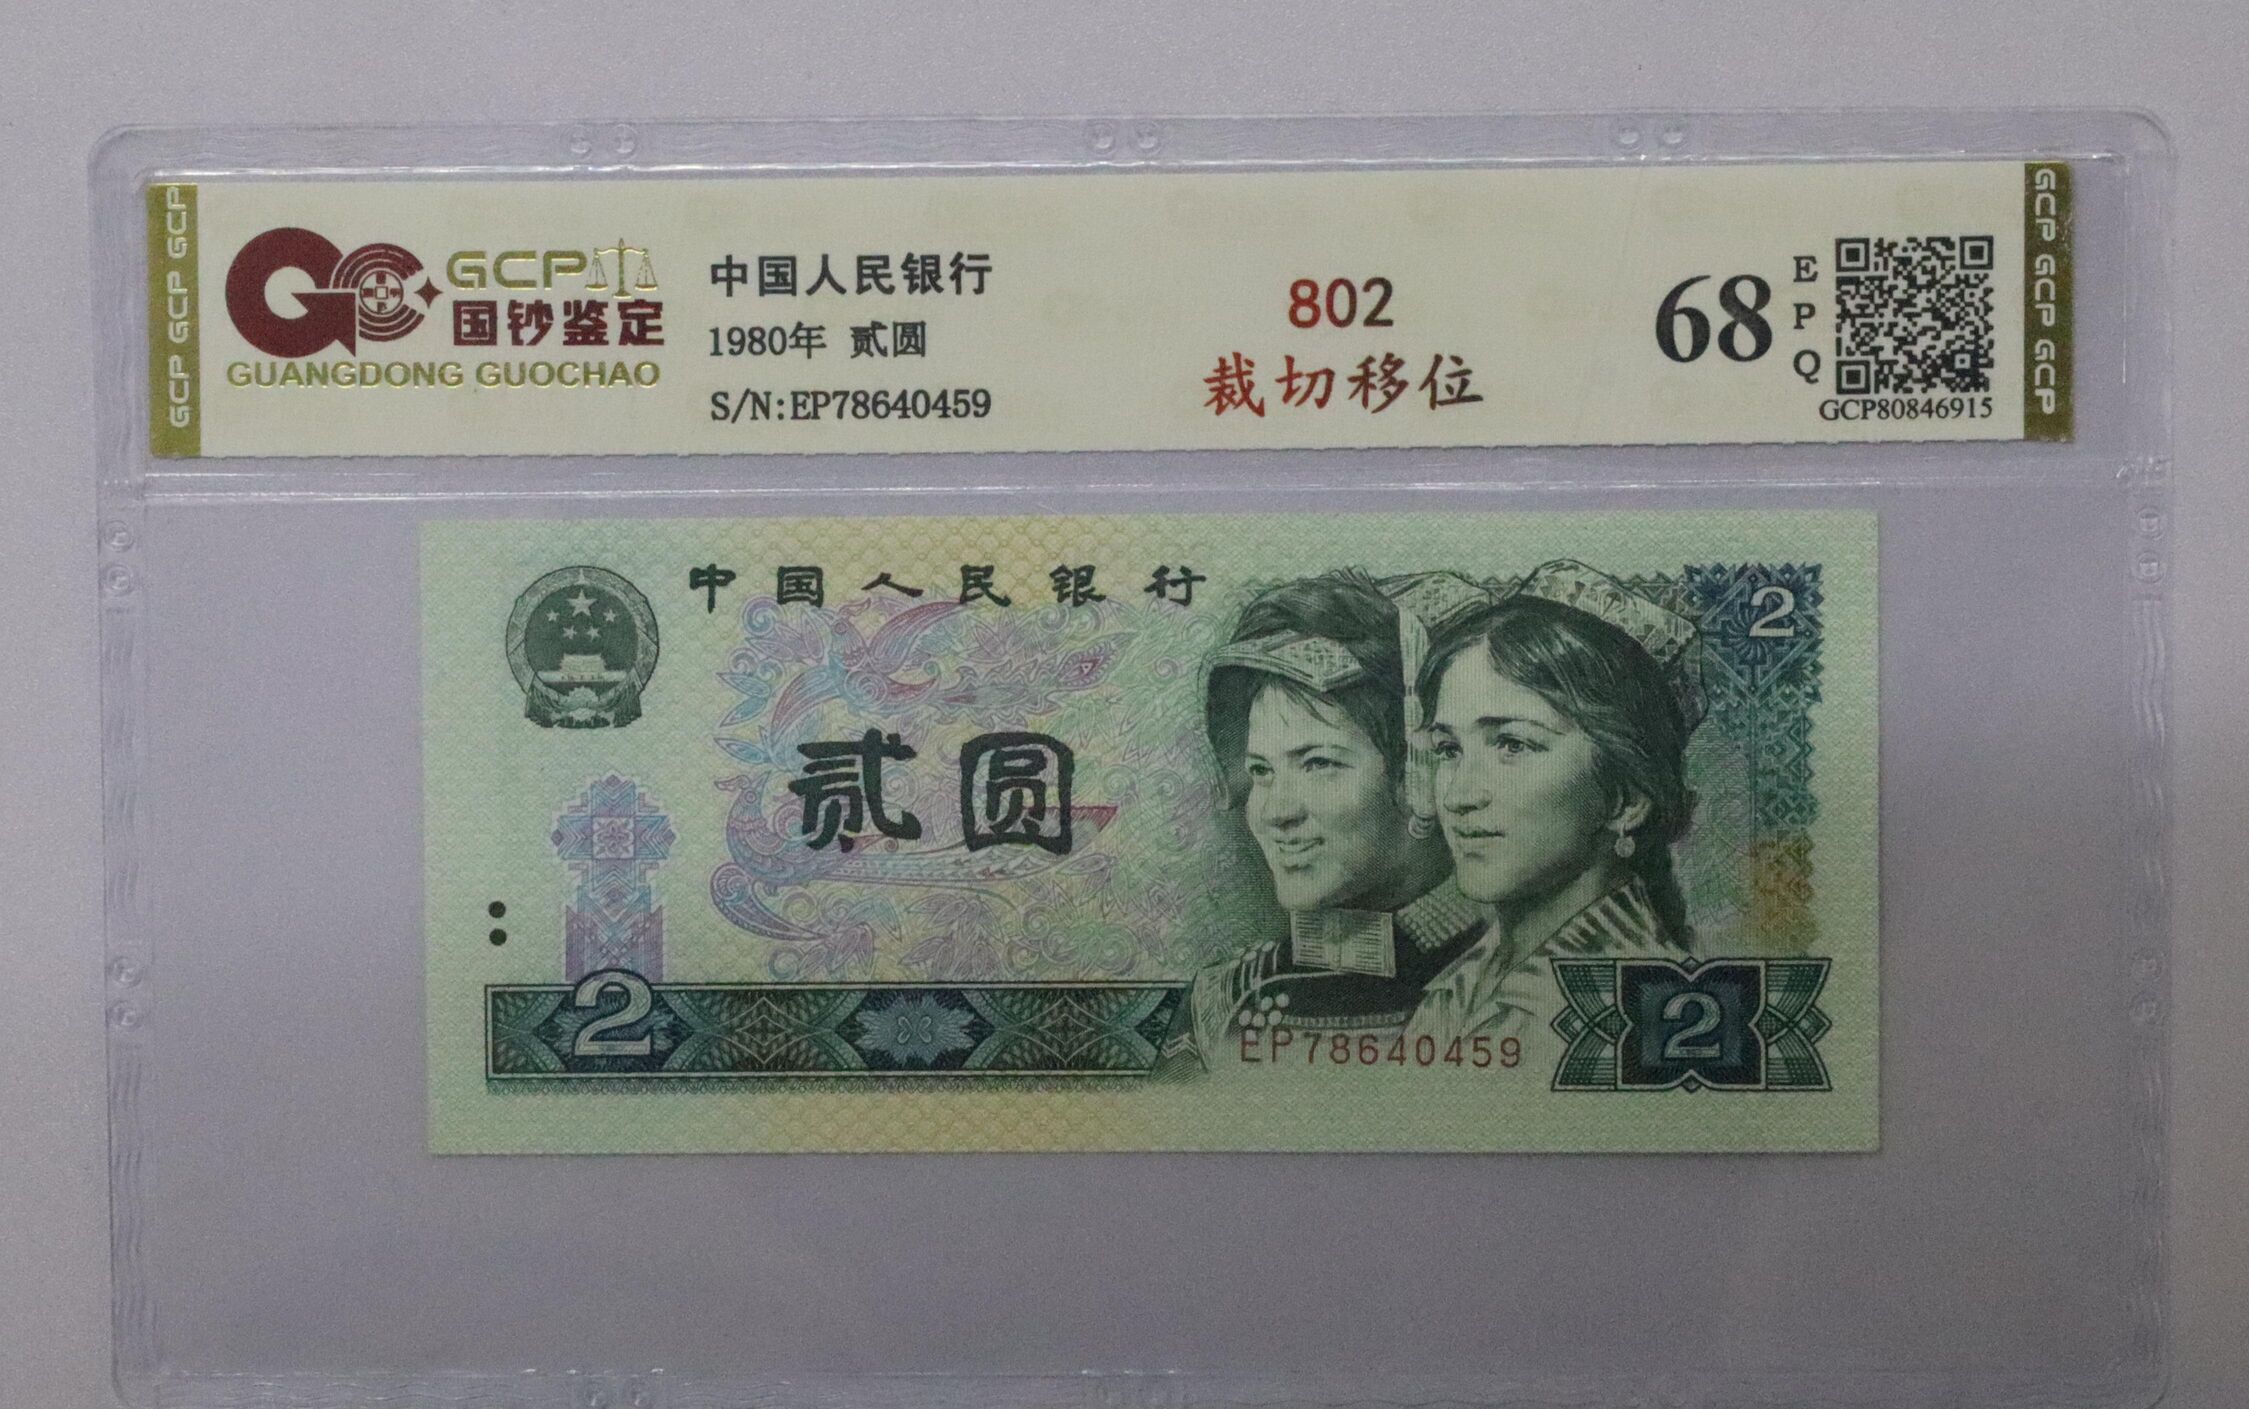 GCP GCP GCP
GCP
国钞鉴定
GUANGDONG GUOCHAO
中国人民银行
1980年 贰圆
S/N:EP78640459
802
裁切移位
68
EPQ
GCP80846915
GCP GCP GCP GCP
中国人民银行
2
贰圆
2
EP78640459
2